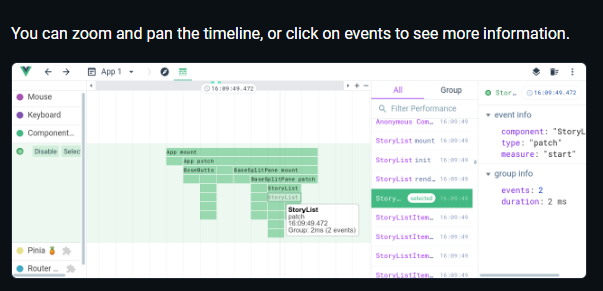 You can zoom and pan the timeline, or click on events to see more information.
App 1
16:09:49.472
Mouse
Keyboard
Component...
Disable Selec
Pinia 🍍
Router ...
App mount
App patch
BaseButto BaseSplitPane mount
BaseSplitPane patch
StoryList
StoryList
StoryList
patch
16:09:49.472
Group: 2ms (2 events)
All Group
Filter Performance
Anonymous Com... 16:09:49
StoryList mount 16:09:49
StoryList init 16:09:49
StoryList rend... 16:09:49
Story... selected 16:09:49
StoryListItem... 16:09:49
StoryListItem... 16:09:49
StoryListItem... 16:09:49
StoryListItem... 16:09:49
Stor... 16:09:49.472
event info
component: "StoryL
type: "patch"
measure: "start"
group info
events: 2
duration: 2 ms